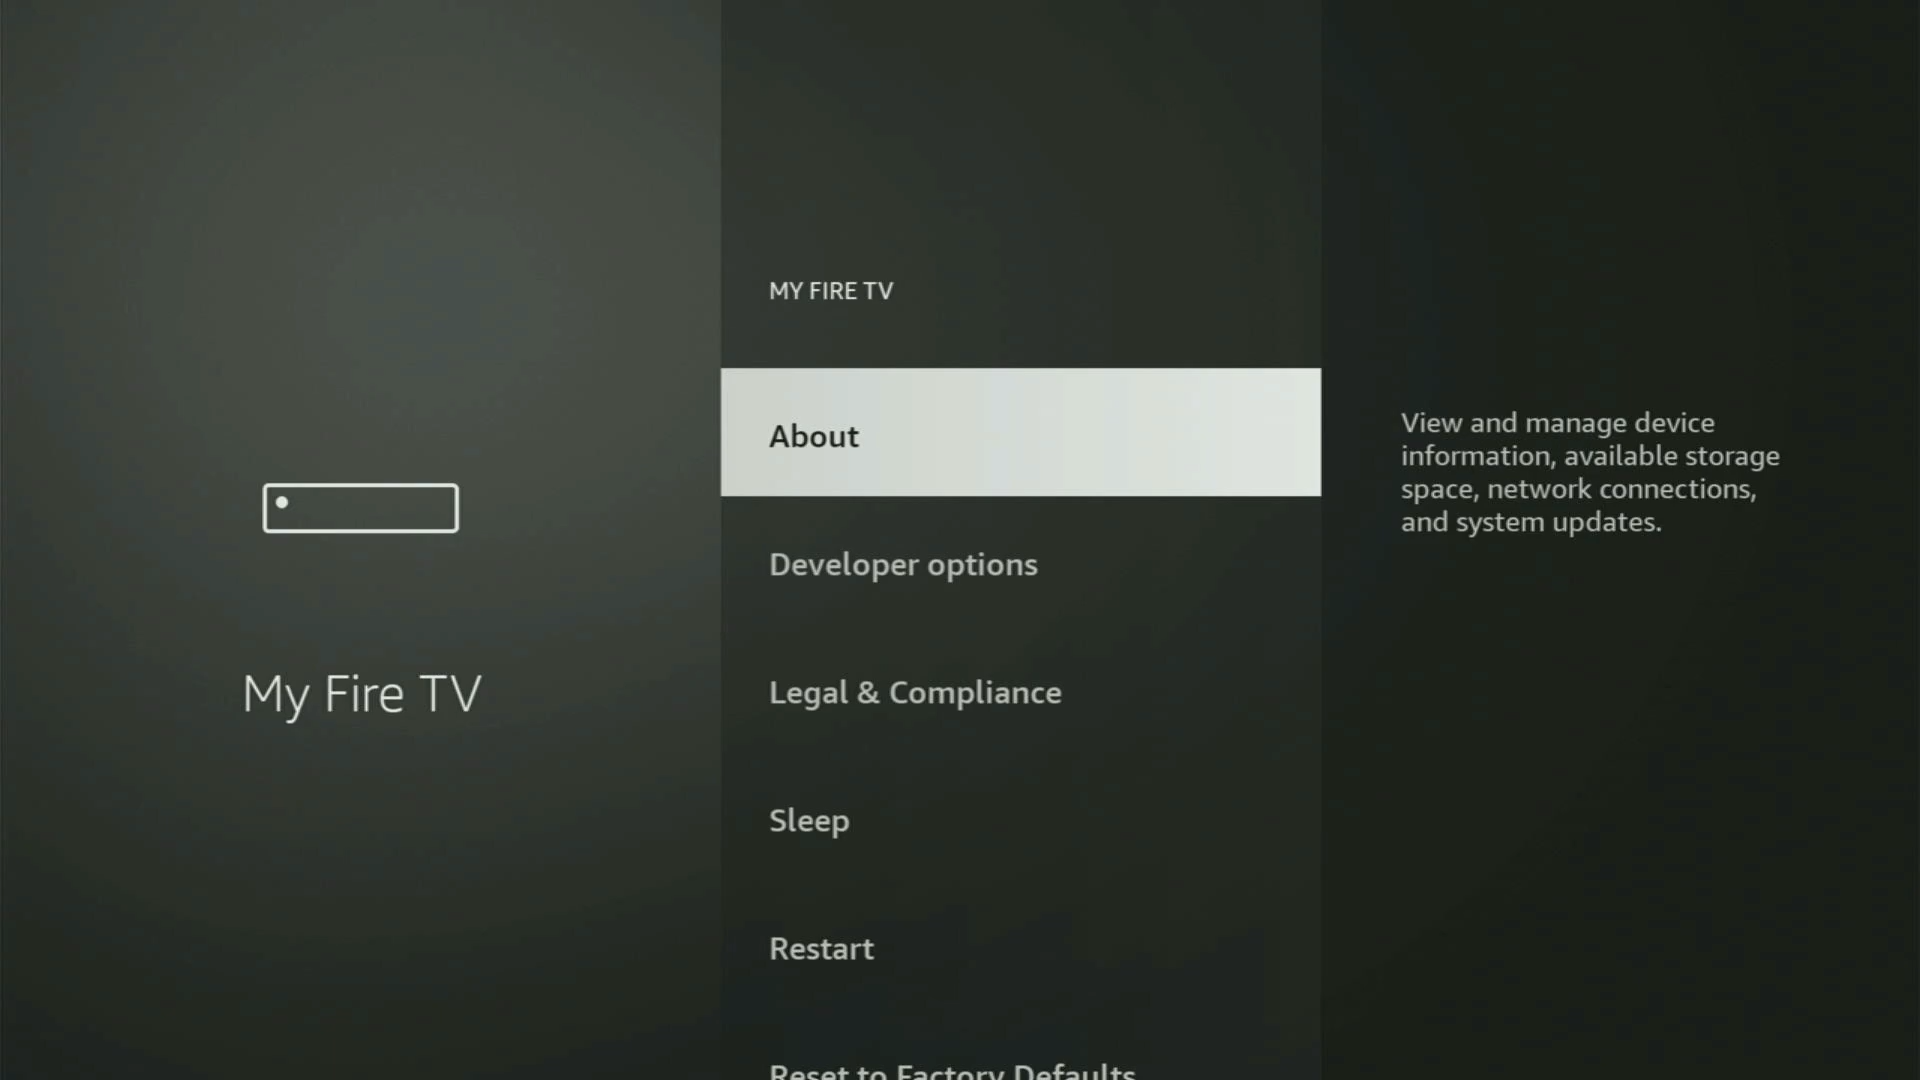 My Fire TV
MY FIRE TV
About
Developer options
Legal & Compliance
Sleep
Restart
Reset to Factory Defaults
View and manage device
information, available storage
space, network connections,
and system updates.